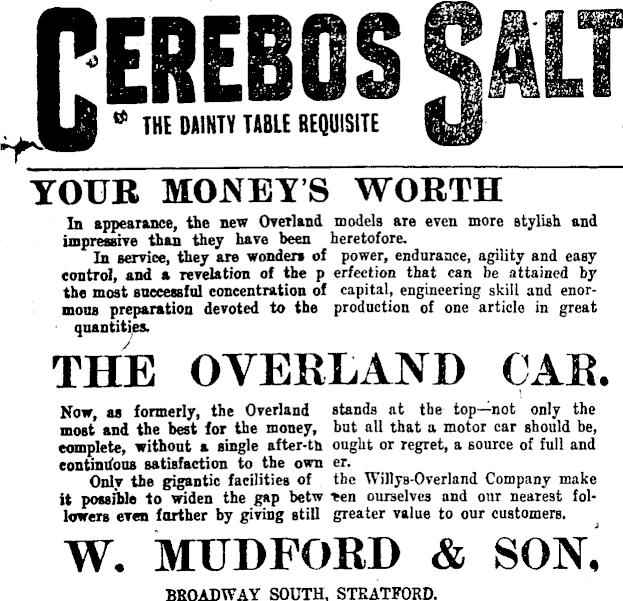 CEREBOS SALT
THE DAINTY TABLE REQUISITE
YOUR MONEY'S WORTH
In appearance, the new Overland models are even more stylish and
impressive than they have been heretofore.
In service, they are wonders of power, endurance, agility and easy
control, and a revelation of the p erfection that can be attained by
the most successful concentration of capital, engineering skill and enor-
mous preparation devoted to the production of one article in great
quantities.
THE OVERLAND CAR.
Now, as formerly, the Overland stands at the top—not only the
most and the best for the money, but all that a motor car should be,
complete, without a single after-th ought or regret, a source of full and
continuous satisfaction to the own er.
Only the gigantic facilities of the Willys-Overland Company make
it possible to widen the gap betw een ourselves and our nearest fol-
lowers even further by giving still greater value to our customers.
W. MUDFORD & SON,
BROADWAY SOUTH, STRATFORD.